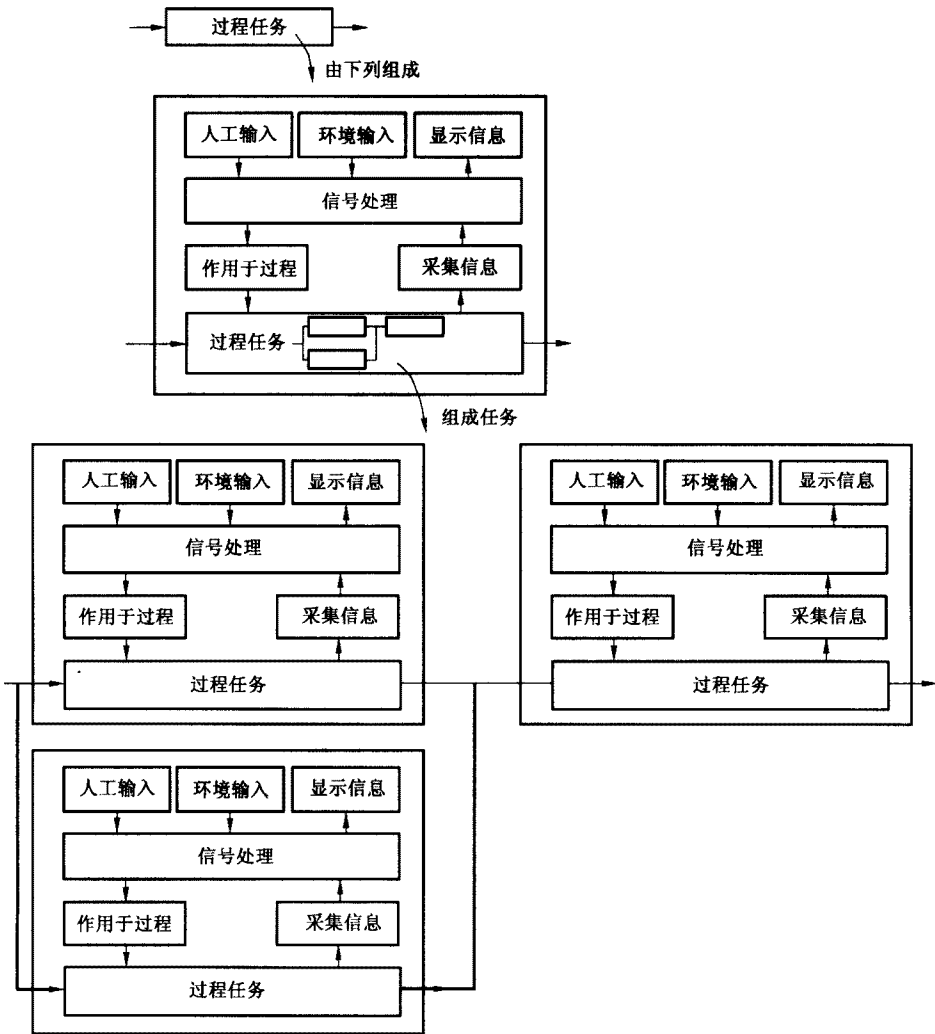 过程任务
由下列组成
人工输入 环境输入 显示信息
信号处理
作用于过程 采集信息
过程任务
组成任务
人工输入 环境输入 显示信息
信号处理
作用于过程 采集信息
过程任务
人工输入 环境输入 显示信息
信号处理
作用于过程 采集信息
过程任务
人工输入 环境输入 显示信息
信号处理
作用于过程 采集信息
过程任务